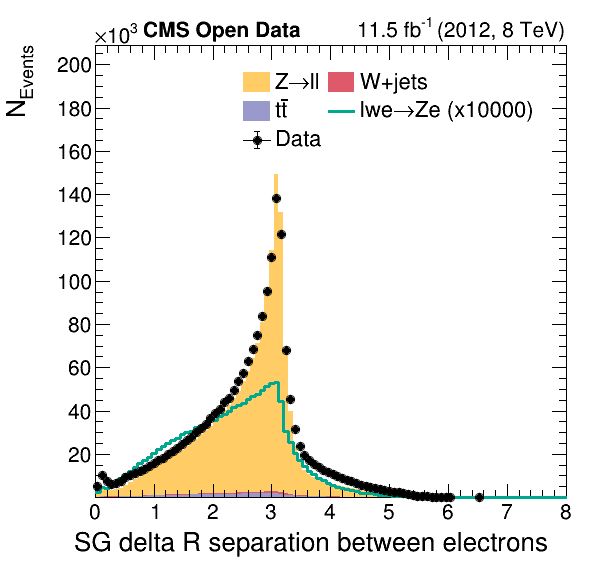 ×10³ CMS Open Data 11.5 fb⁻¹ (2012, 8 TeV)
N_Events
200
180
160
140
120
100
80
60
40
20
Z→ll W+jets
tt̄ lwe→Ze (x10000)
Data
0 1 2 3 4 5 6 7 8
SG delta R separation between electrons